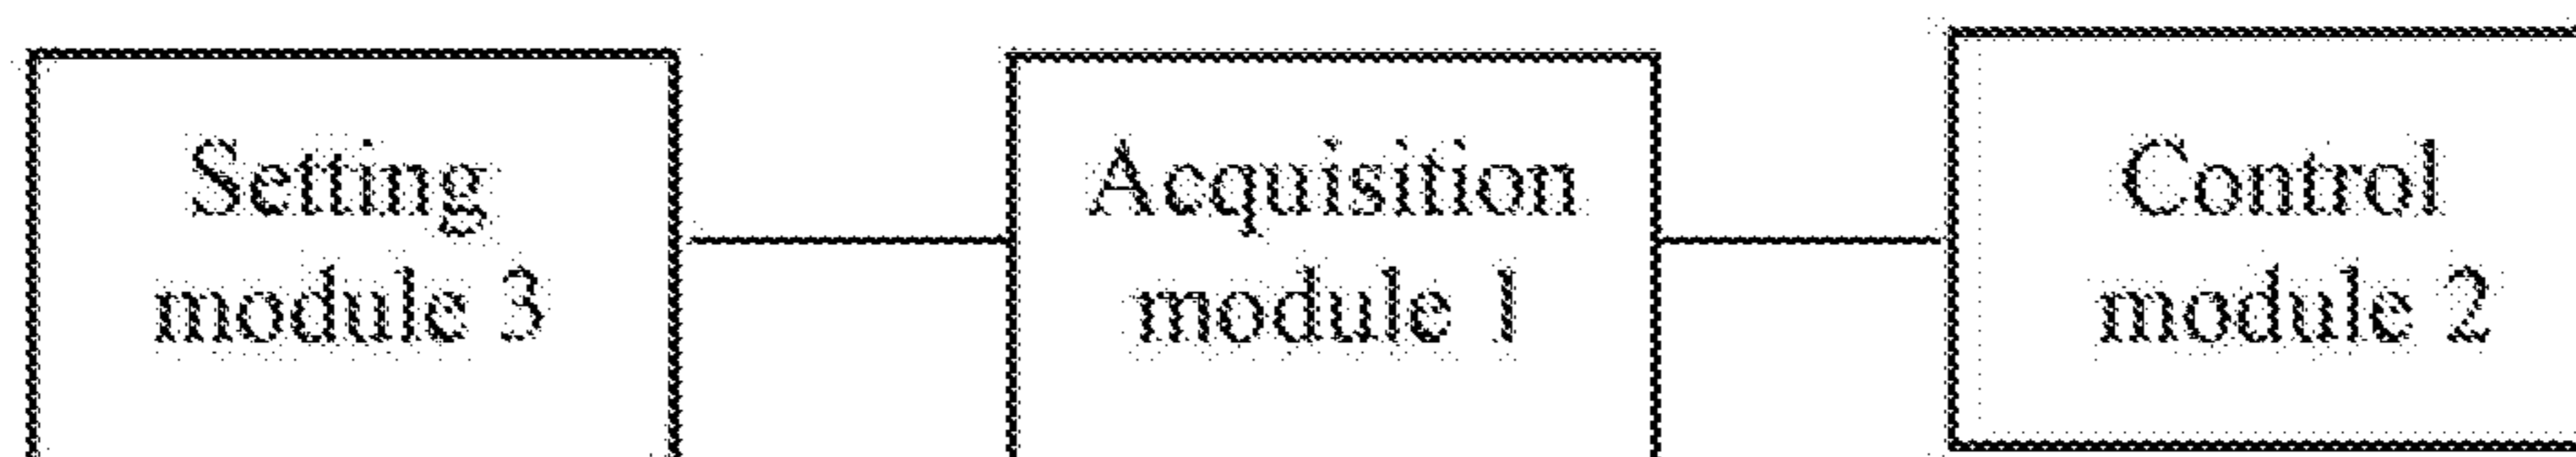 Setting
module 3
Acquisition
module 1
Control
module 2